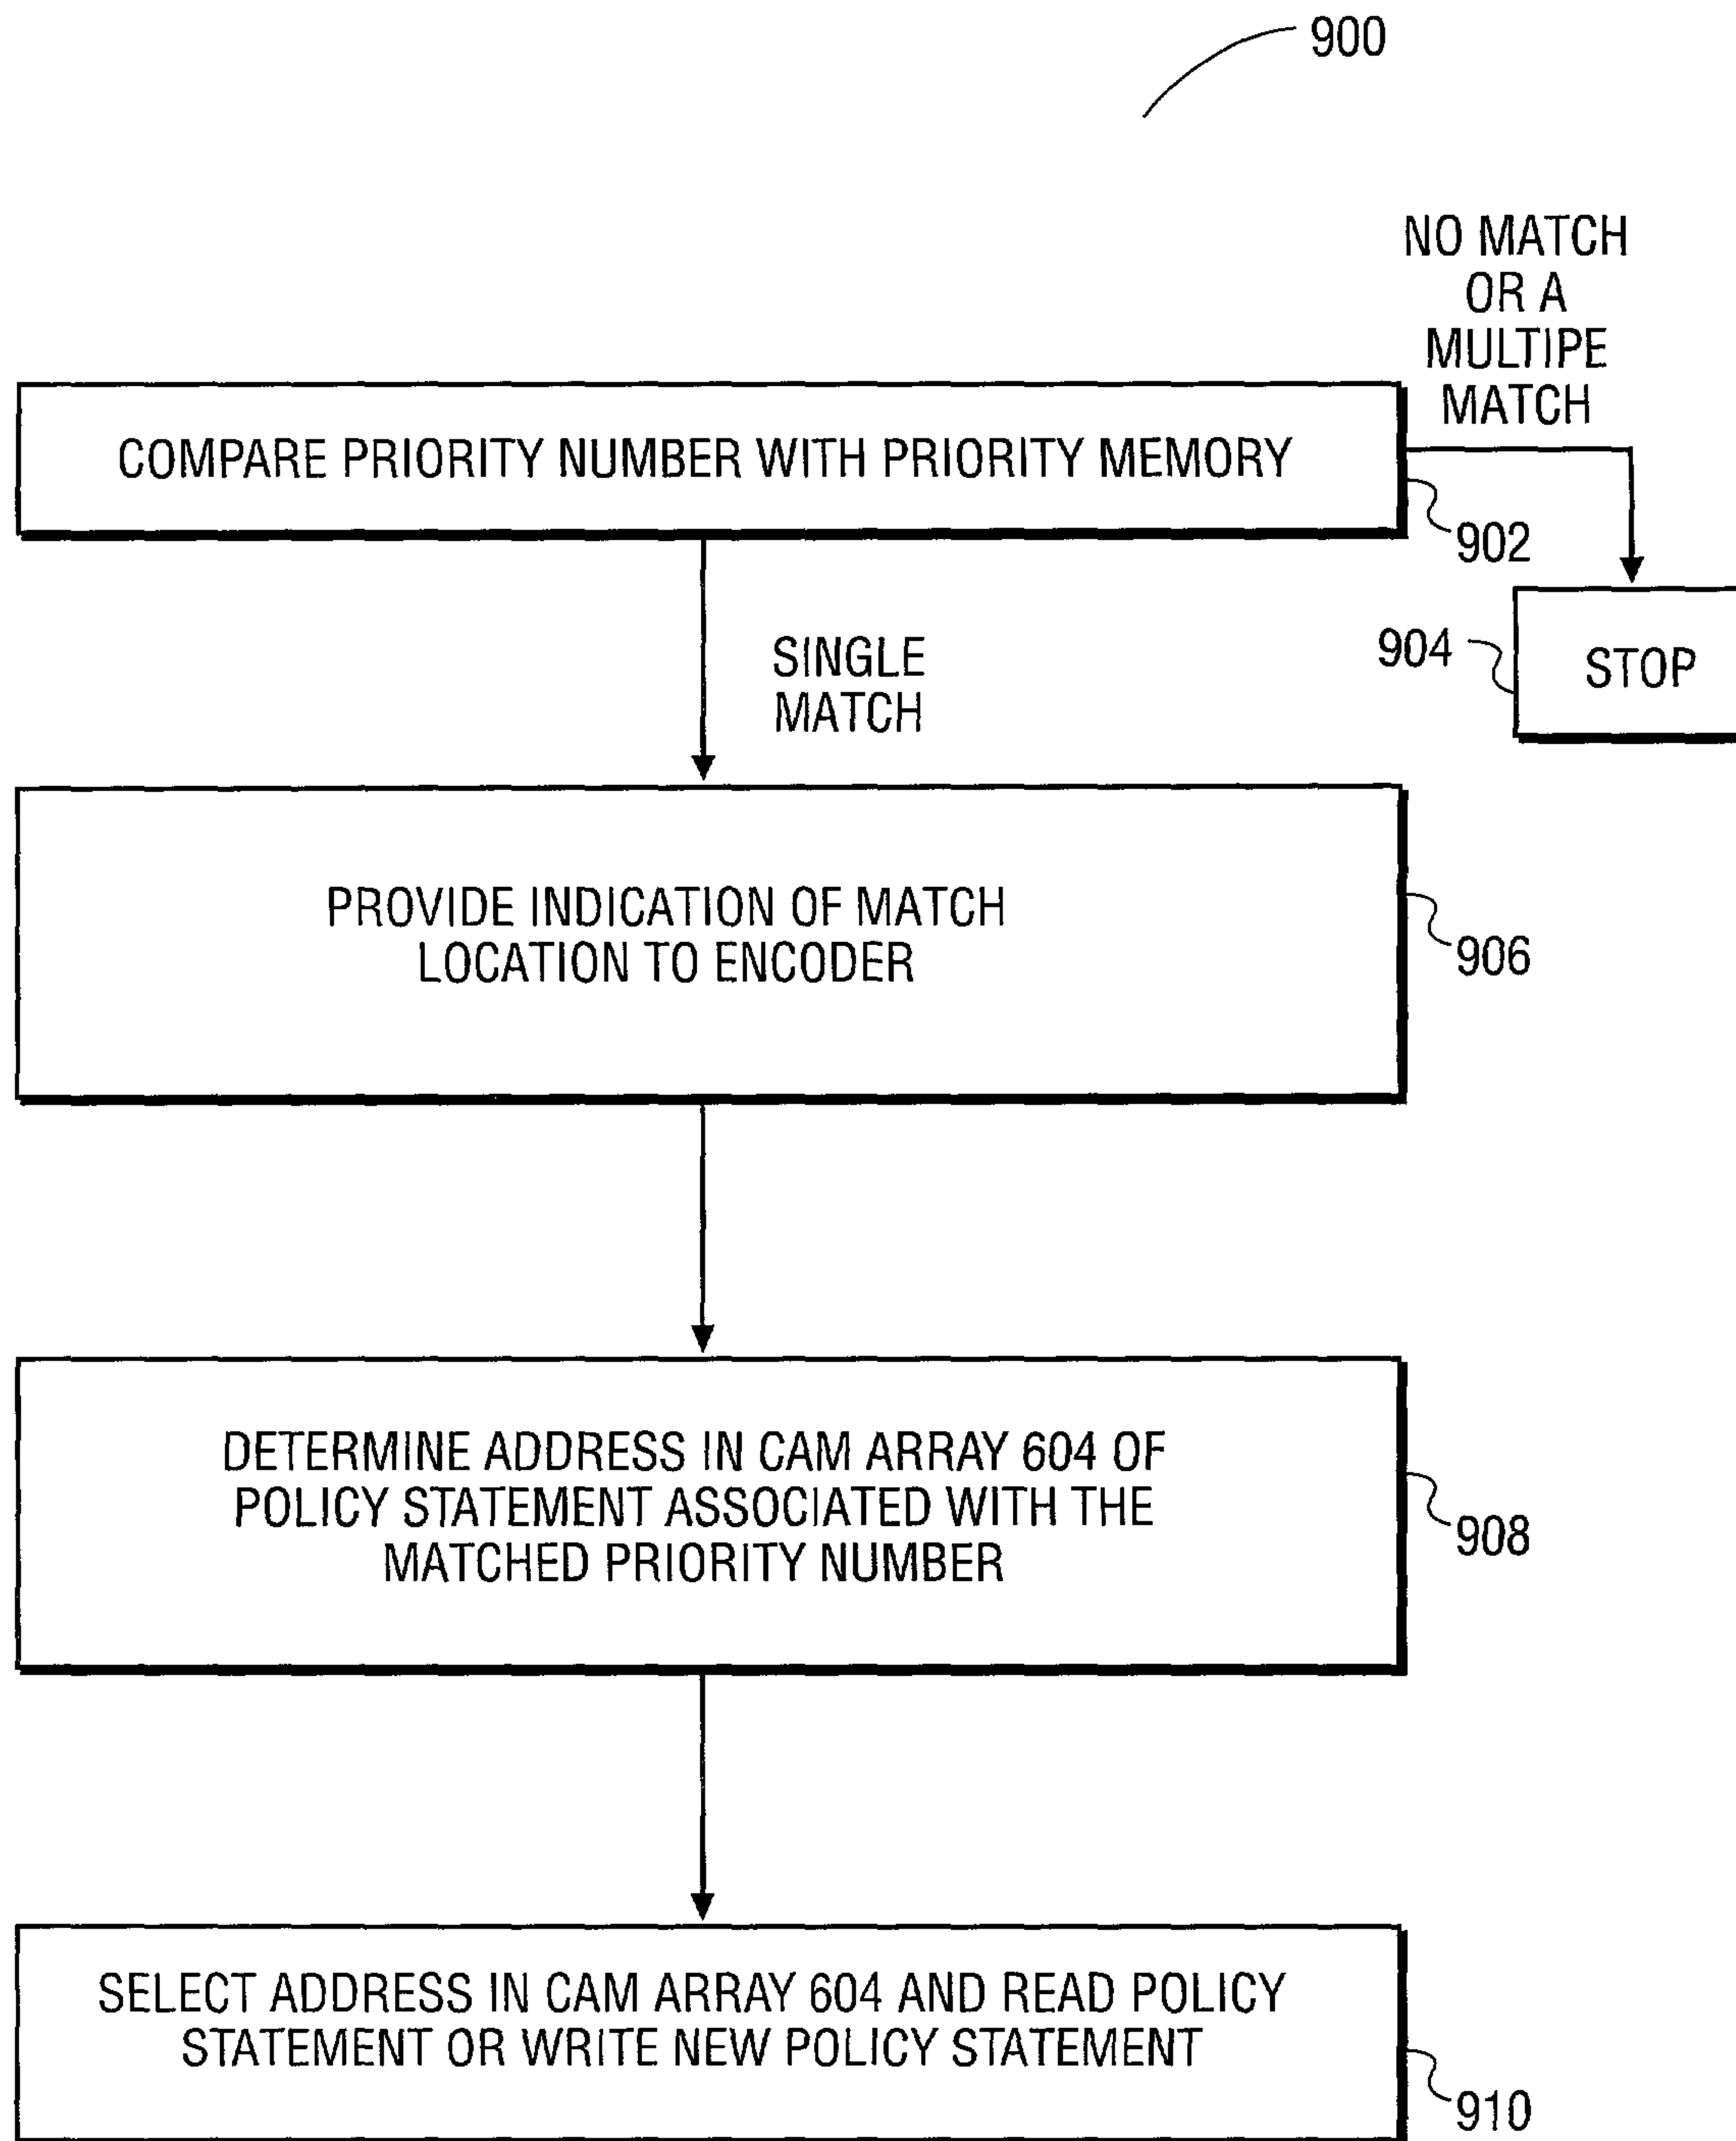 900
NO MATCH
OR A
MULTIPE
MATCH
COMPARE PRIORITY NUMBER WITH PRIORITY MEMORY
902
904
STOP
SINGLE
MATCH
PROVIDE INDICATION OF MATCH
LOCATION TO ENCODER
906
DETERMINE ADDRESS IN CAM ARRAY 604 OF
POLICY STATEMENT ASSOCIATED WITH THE
MATCHED PRIORITY NUMBER
908
SELECT ADDRESS IN CAM ARRAY 604 AND READ POLICY
STATEMENT OR WRITE NEW POLICY STATEMENT
910